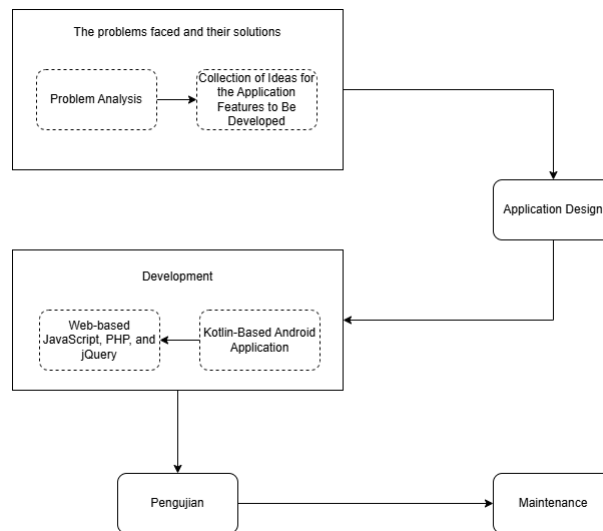 The problems faced and their solutions
Problem Analysis
Collection of Ideas for
the Application
Features to Be
Developed
Application Design
Development
Web-based
JavaScript, PHP, and
jQuery
Kotlin-Based Android
Application
Pengujian
Maintenance